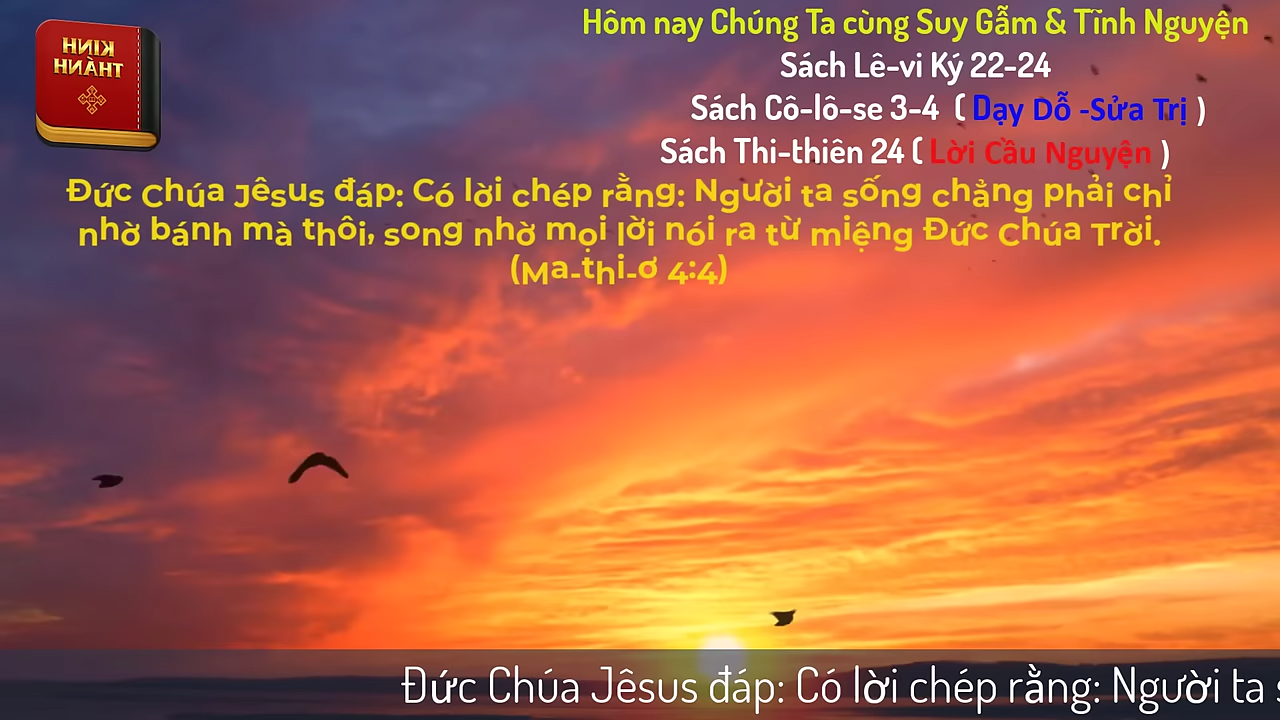 KINH
THÀNH
Hôm nay Chúng Ta cùng Suy Gẫm & Tĩnh Nguyện
Sách Lê-vi Ký 22-24
Sách Cô-lô-se 3-4 ( Dạy Dỗ -Sửa Trị )
Sách Thi-thiên 24 ( Lời Cầu Nguyện )
Đức Chúa Jêsus đáp: Có lời chép rằng: Người ta sống chẳng phải chỉ
nhờ bánh mà thôi, song nhờ mọi lời nói ra từ miệng Đức Chúa Trời.
(Ma-thi-ơ 4:4)
Đức Chúa Jêsus đáp: Có lời chép rằng: Người ta